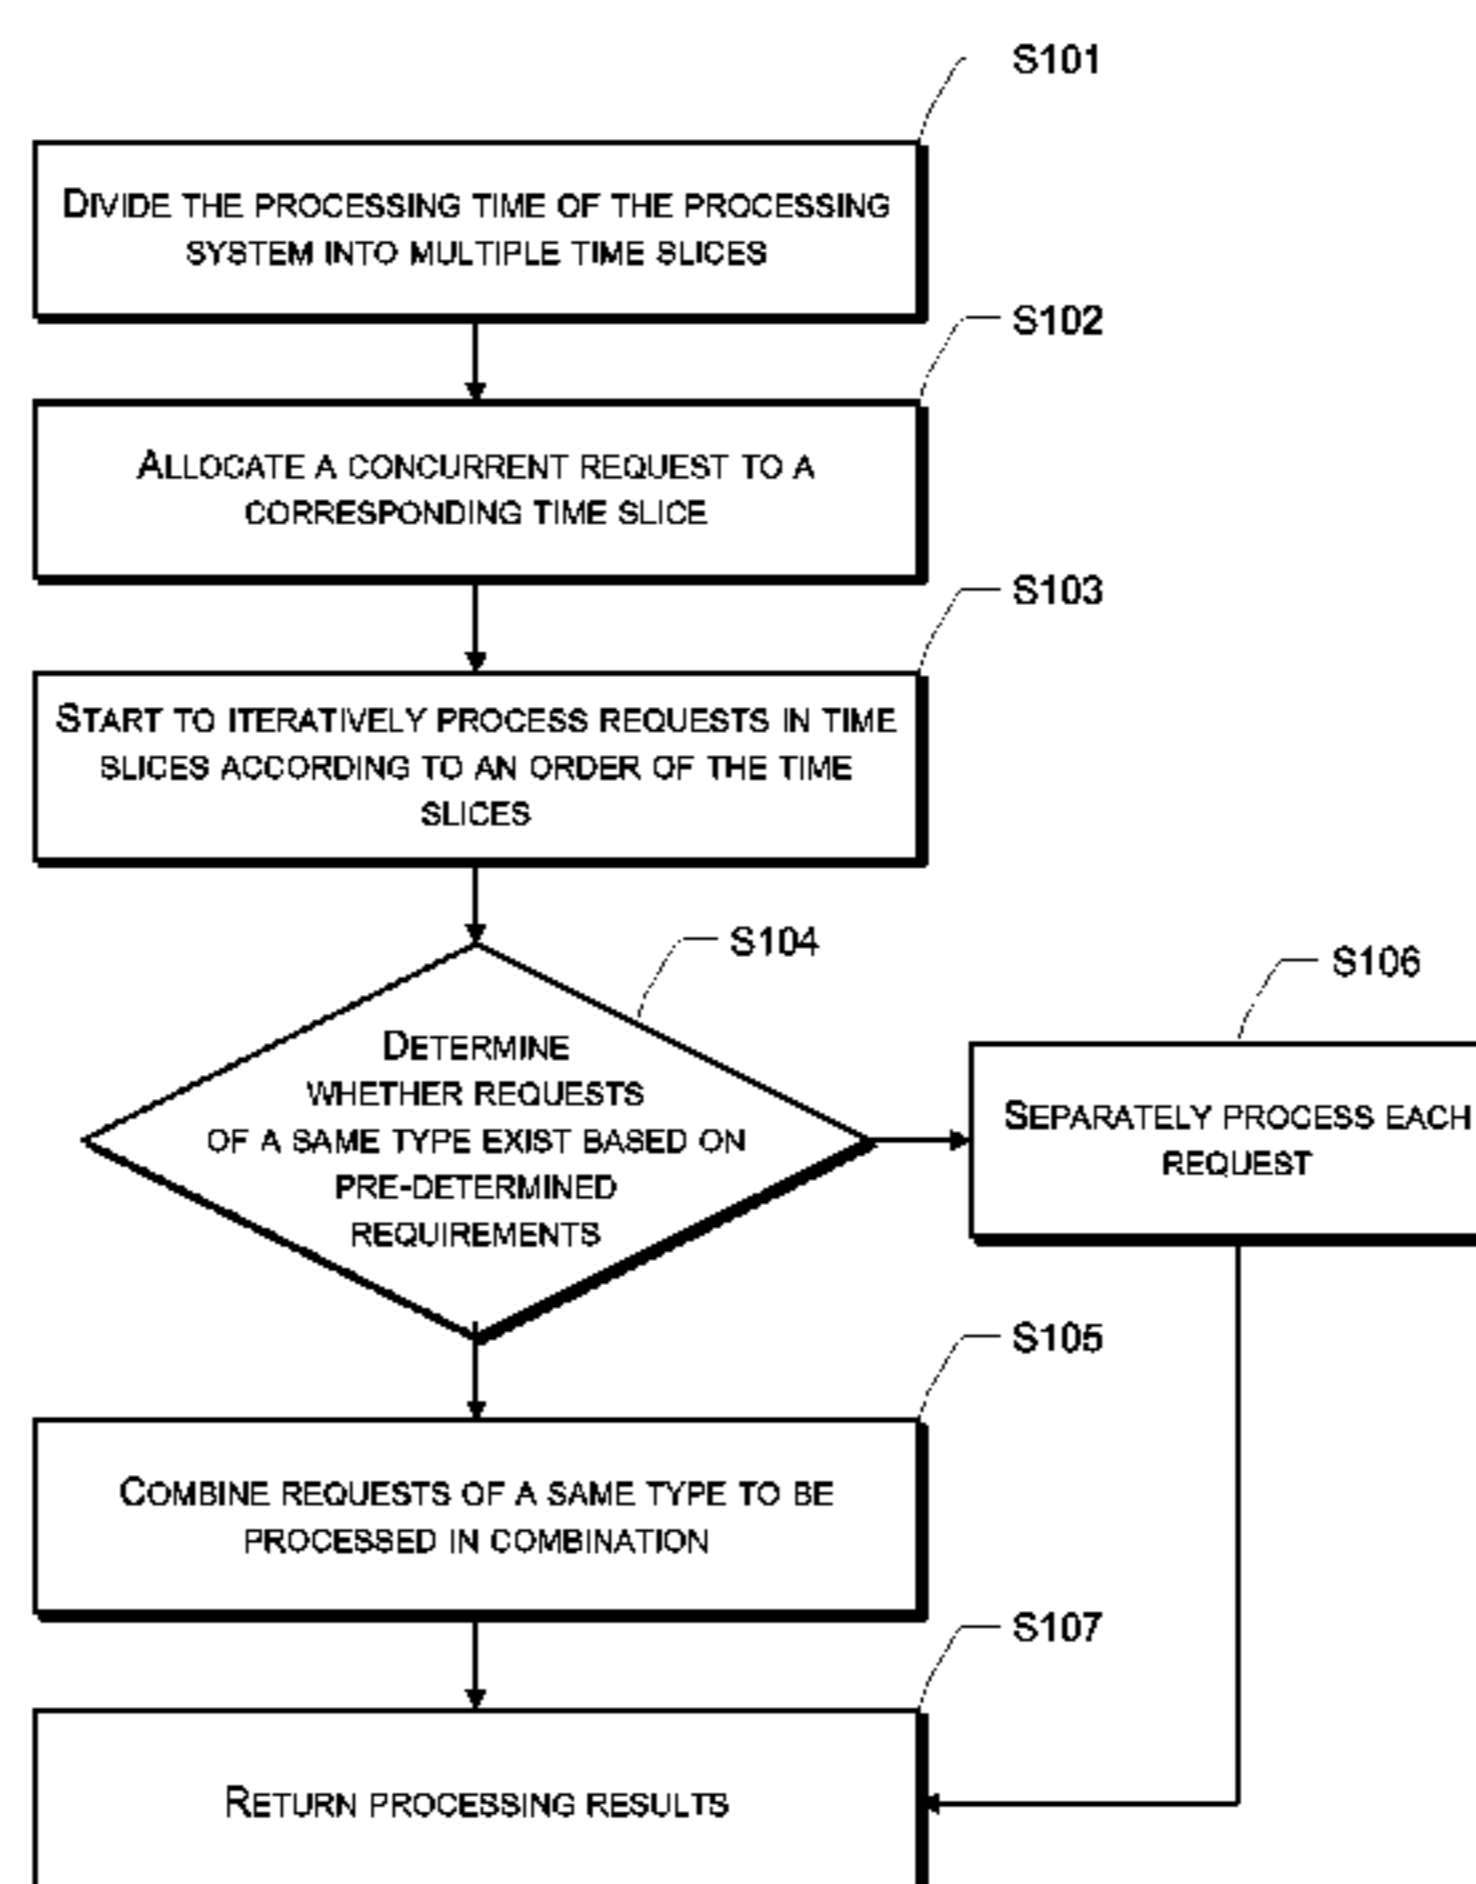 S101
DIVIDE THE PROCESSING TIME OF THE PROCESSING
SYSTEM INTO MULTIPLE TIME SLICES
S102
ALLOCATE A CONCURRENT REQUEST TO A
CORRESPONDING TIME SLICE
S103
START TO ITERATIVELY PROCESS REQUESTS IN TIME
SLICES ACCORDING TO AN ORDER OF THE TIME
SLICES
S104
DETERMINE
WHETHER REQUESTS
OF A SAME TYPE EXIST BASED ON
PRE-DETERMINED
REQUIREMENTS
S106
SEPARATELY PROCESS EACH
REQUEST
S105
COMBINE REQUESTS OF A SAME TYPE TO BE
PROCESSED IN COMBINATION
S107
RETURN PROCESSING RESULTS